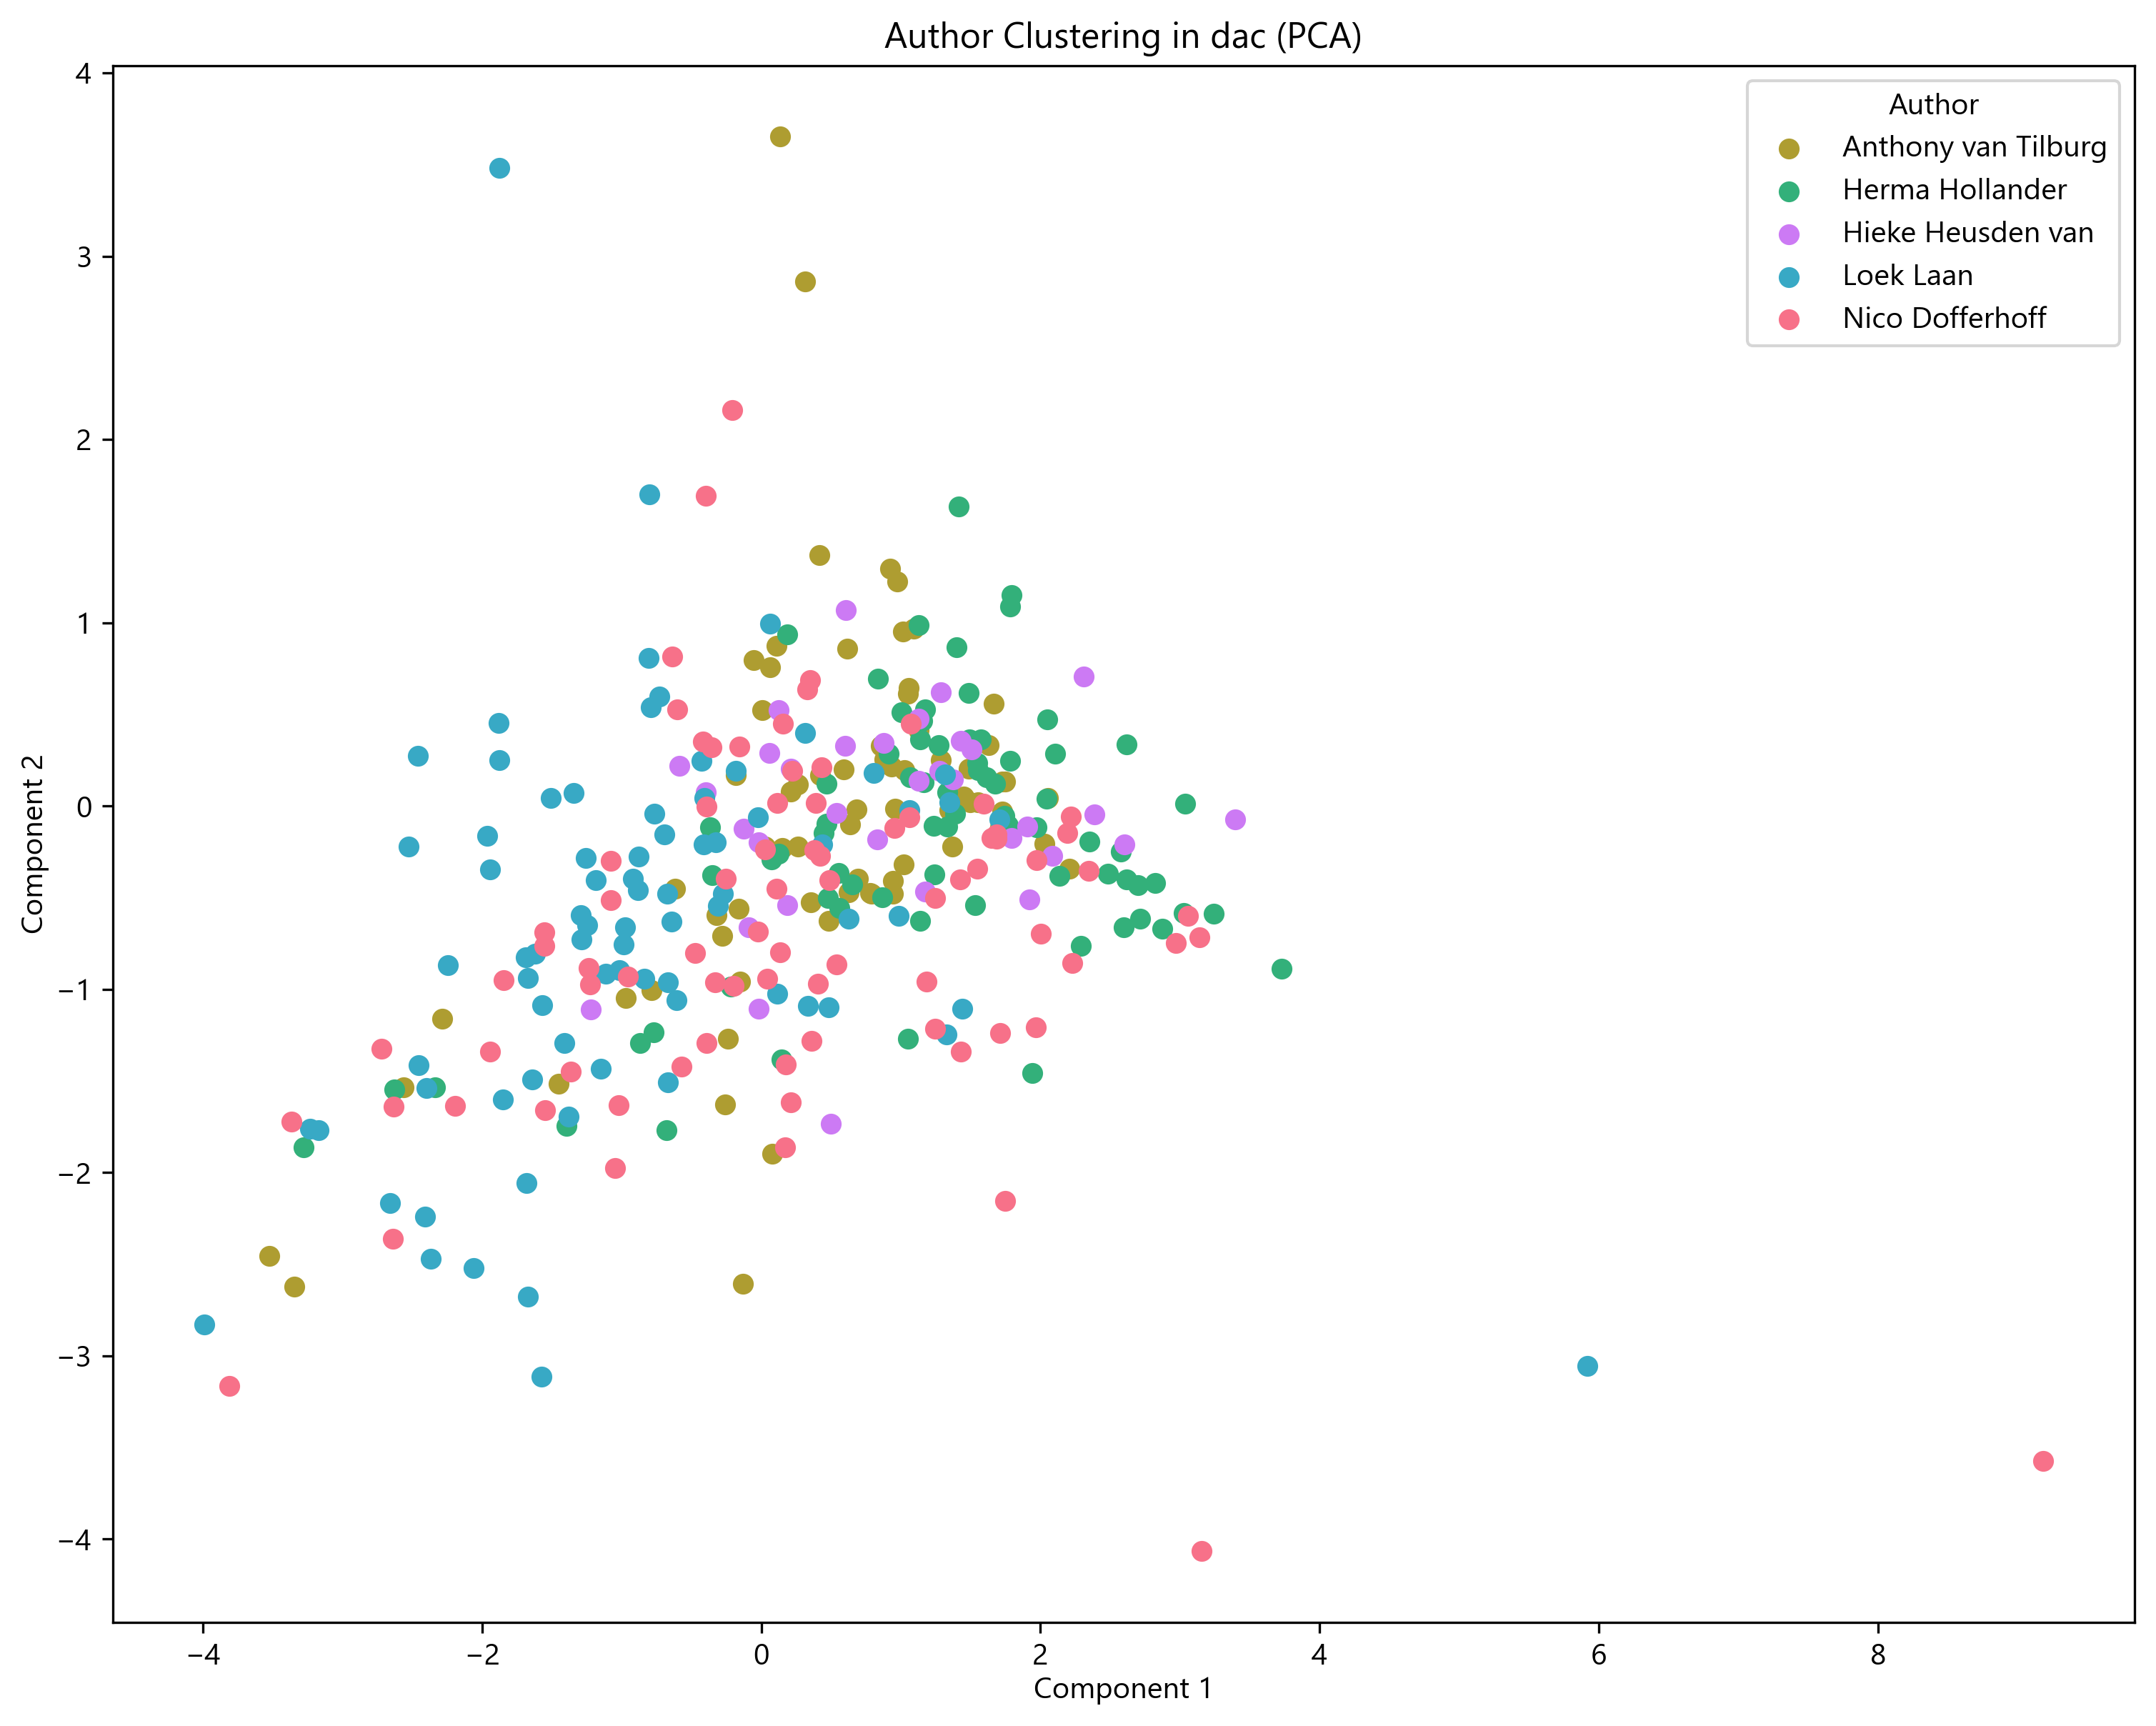 Author Clustering in dac (PCA)
Author
Anthony van Tilburg
Herma Hollander
Hieke Heusden van
Loek Laan
Nico Dofferhoff
4
3
2
1
0
−1
−2
−3
−4
Component 2
−4 −2 0 2 4 6 8
Component 1